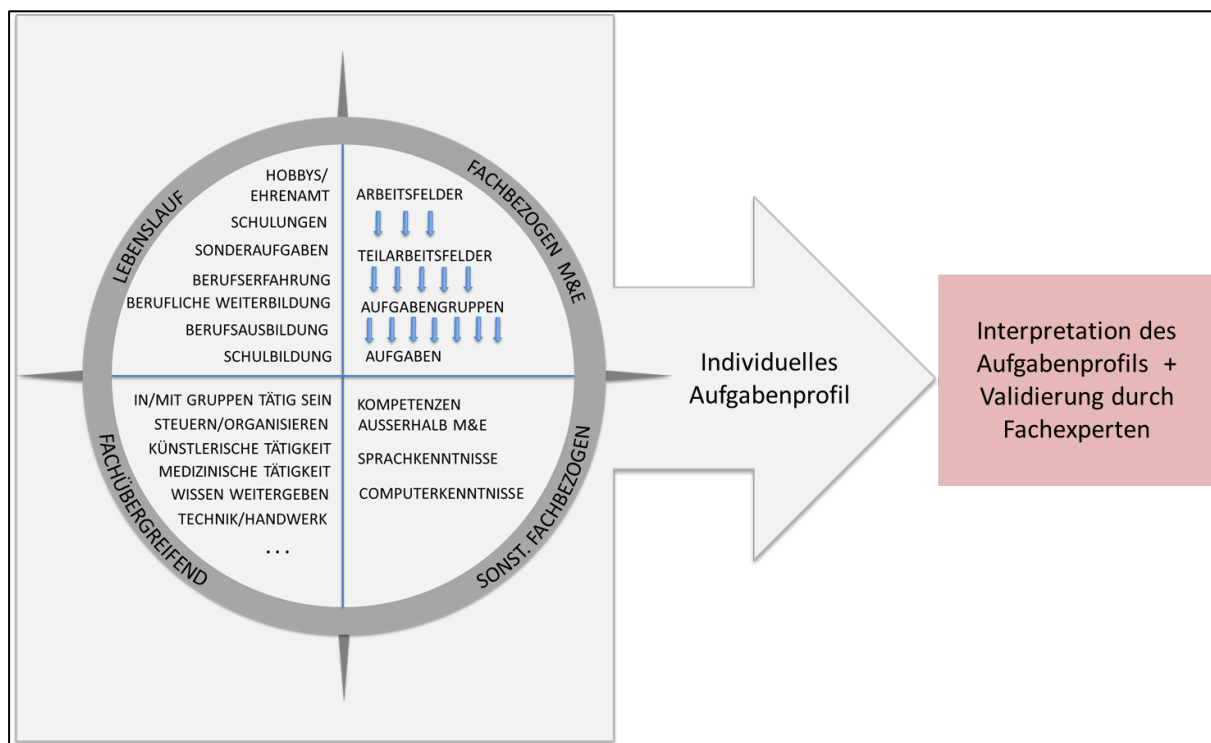 LEBENSLAUF
HOBBYS/
EHRENAMT
SCHULUNGEN
SONDERAUFGABEN
BERUFSERFAHRUNG
BERUFLICHE WEITERBILDUNG
BERUFSAUSBILDUNG
SCHULBILDUNG
FACHBEZOGEN M&E
ARBEITSFELDER
TEILARBEITSFELDER
AUFGABENGRUPPEN
AUFGABEN
FACHÜBERGREIFEND
IN/MIT GRUPPEN TÄTIG SEIN
STEUERN/ORGANISIEREN
KÜNSTLERISCHE TÄTIGKEIT
MEDIZINISCHE TÄTIGKEIT
WISSEN WEITERGEBEN
TECHNIK/HANDWERK
...
SONST. FACHBEZOGEN
KOMPETENZEN
AUSSERHALB M&E
SPRACHKENNTNISSE
COMPUTERKENNTNISSE
Individuelles
Aufgabenprofil
Interpretation des
Aufgabenprofils +
Validierung durch
Fachexperten